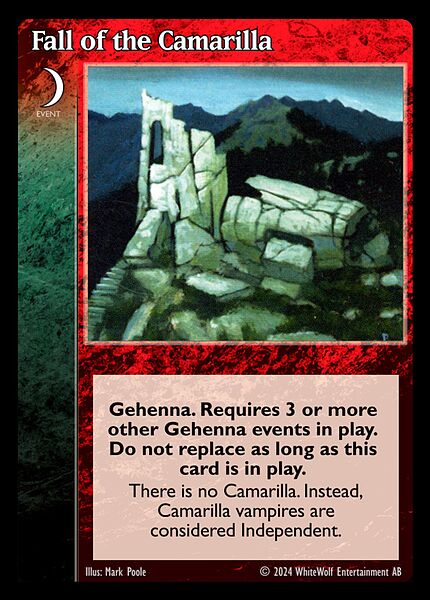 Fall of the Camarilla
EVENT
Gehenna. Requires 3 or more
other Gehenna events in play.
Do not replace as long as this
card is in play.
There is no Camarilla. Instead,
Camarilla vampires are
considered Independent.
Illus: Mark Poole
© 2024 WhiteWolf Entertainment AB